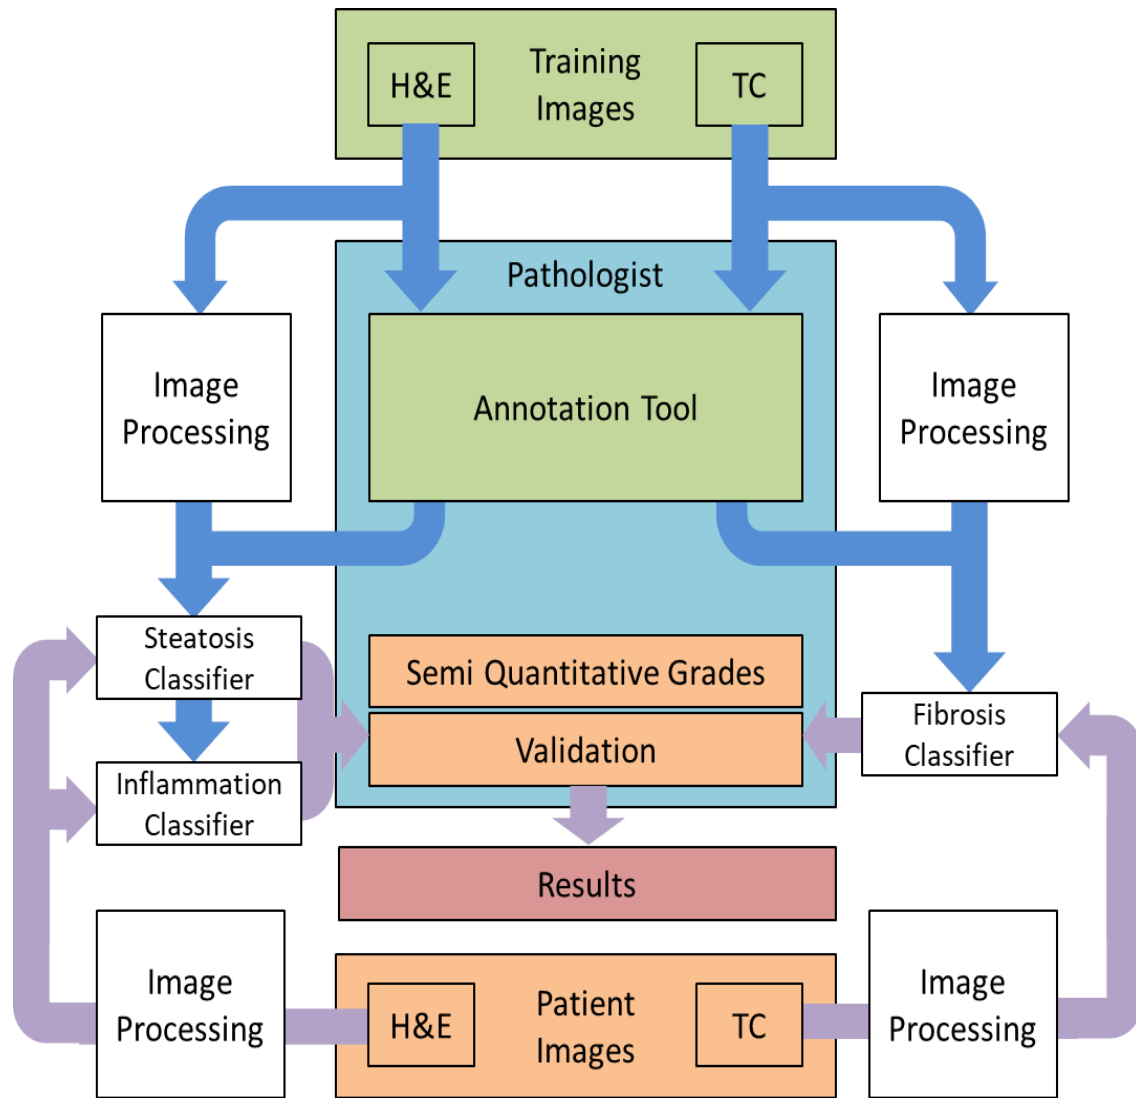 H&E
Training
Images
TC
Pathologist
Image
Processing
Annotation Tool
Image
Processing
Steatosis
Classifier
Semi Quantitative Grades
Fibrosis
Classifier
Validation
Inflammation
Classifier
Results
Image
Processing
H&E
Patient
Images
TC
Image
Processing